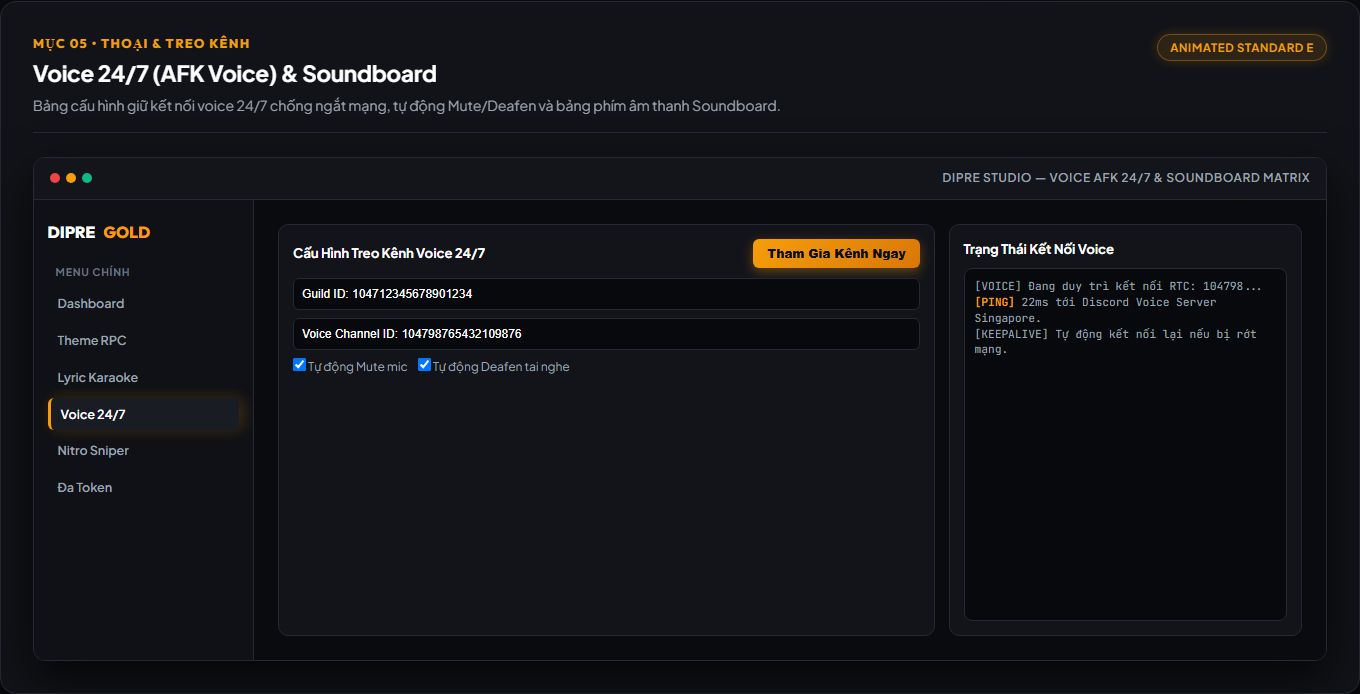 MỤC 05 • THOẠI & TREO KÊNH
ANIMATED STANDARD E
Voice 24/7 (AFK Voice) & Soundboard
Bảng cấu hình giữ kết nối voice 24/7 chống ngắt mạng, tự động Mute/Deafen và bảng phím âm thanh Soundboard.
DIPRE STUDIO — VOICE AFK 24/7 & SOUNDBOARD MATRIX
DIPRE GOLD
MENU CHÍNH
Dashboard
Theme RPC
Lyric Karaoke
Voice 24/7
Nitro Sniper
Đa Token
Cấu Hình Treo Kênh Voice 24/7
Tham Gia Kênh Ngay
Guild ID: 104712345678901234
Voice Channel ID: 104798765432109876
Tự động Mute mic
Tự động Deafen tai nghe
Trạng Thái Kết Nối Voice
[VOICE] Đang duy trì kết nối RTC: 104798...
[PING] 22ms tới Discord Voice Server
Singapore.
[KEEPALIVE] Tự động kết nối lại nếu bị rớt
mạng.